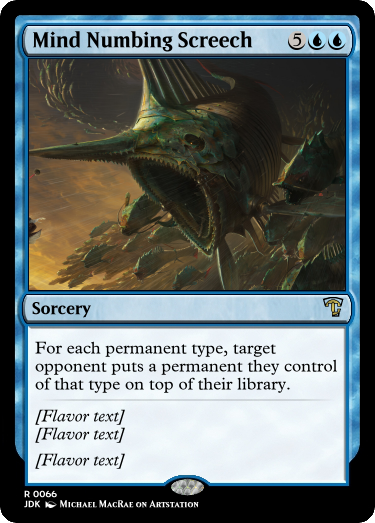 Mind Numbing Screech 5
Sorcery
For each permanent type, target
opponent puts a permanent they control
of that type on top of their library.
[Flavor text]
[Flavor text]
[Flavor text]
R 0066
JDK Michael MacRae on Artstation